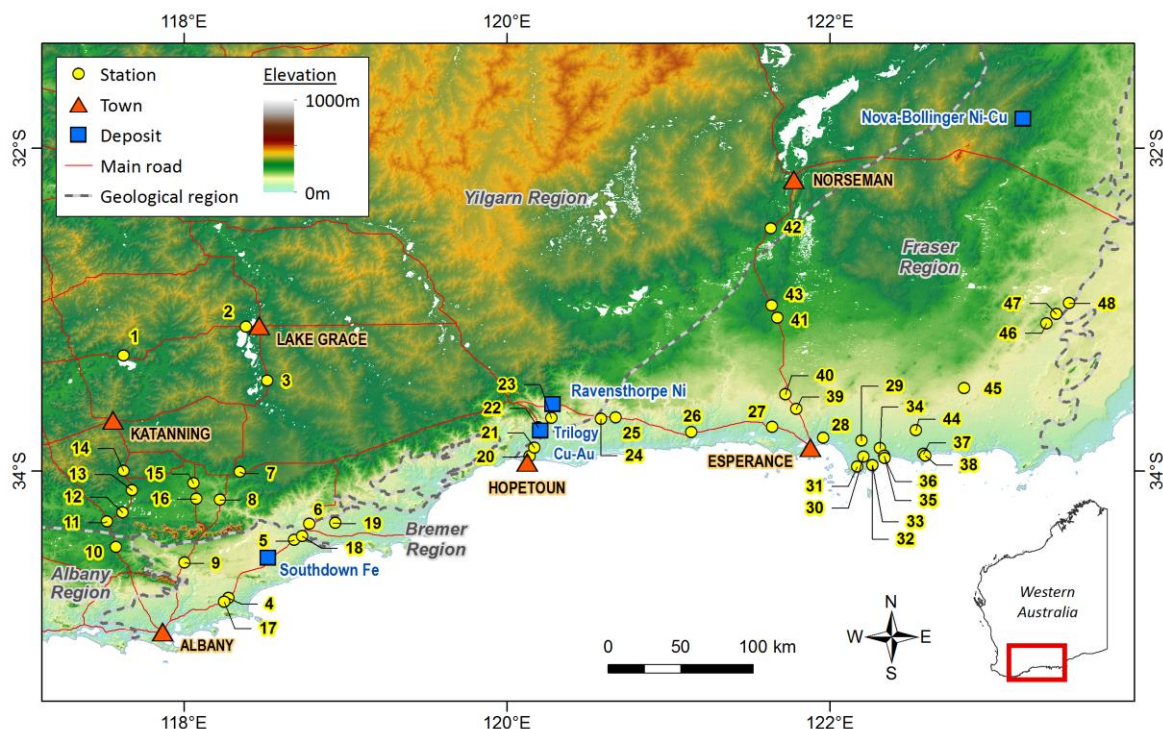 118°E
120°E
122°E
Station
Elevation
Town
1000m
Deposit
Main road
0m
Geological region
Nova-Bollinger Ni-Cu
32°S
32°S
NORSEMAN
Yilgarn Region
42
Fraser
Region
43
47
48
2
41
LAKE GRACE
46
1
3
40
23
Ravensthorpe Ni
29
45
39
34
22
28
44
KATANNING
27
26
21
Trilogy
Cu-Au
25
37
14
15
24
ESPERANCE
38
34°S
20
36
34°S
13
7
HOPETOUN
31
35
16
8
30
12
6
33
11
19
32
5
Bremer
Region
10
18
9
Albany
Region
Southdown Fe
4
17
N
Western
Australia
W
E
ALBANY
0
50
100 km
S
118°E
120°E
122°E